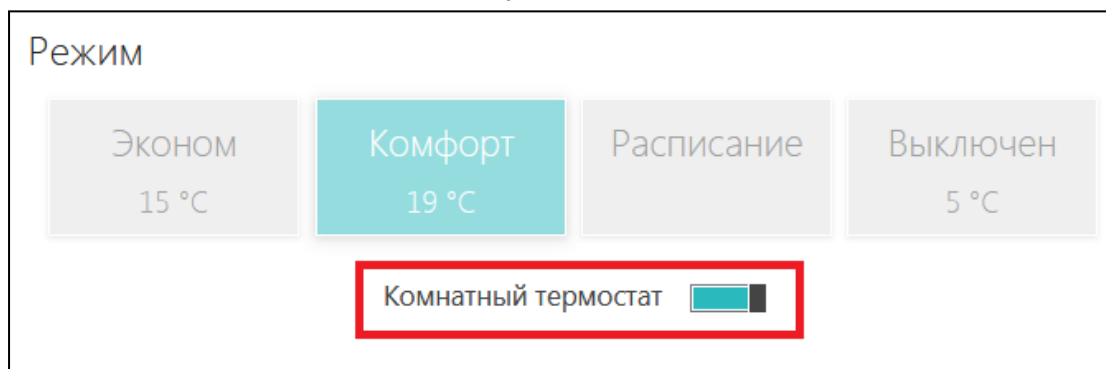 Режим
Эконом
15 °C
Комфорт
19 °C
Расписание
Выключен
5 °C
Комнатный термостат